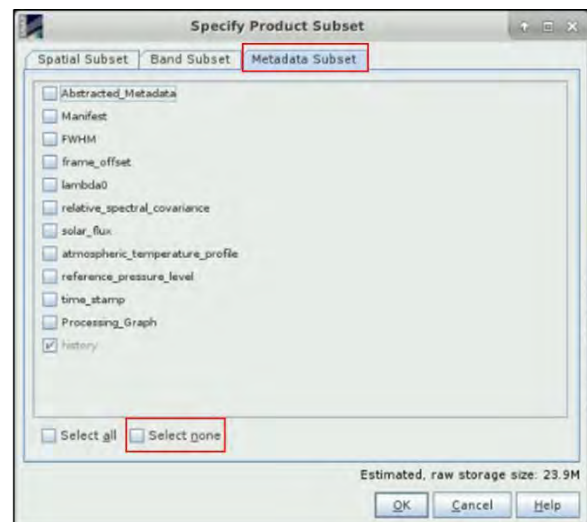 Specify Product Subset
Spatial Subset Band Subset Metadata Subset
Abstracted_Metadata
Manifest
FWHM
frame_offset
lambda0
relative_spectral_covariance
solar_flux
atmospheric_temperature_profile
reference_pressure_level
time_stamp
Processing_Graph
history
Select all Select none
Estimated, raw storage size: 23.9M
OK Cancel Help